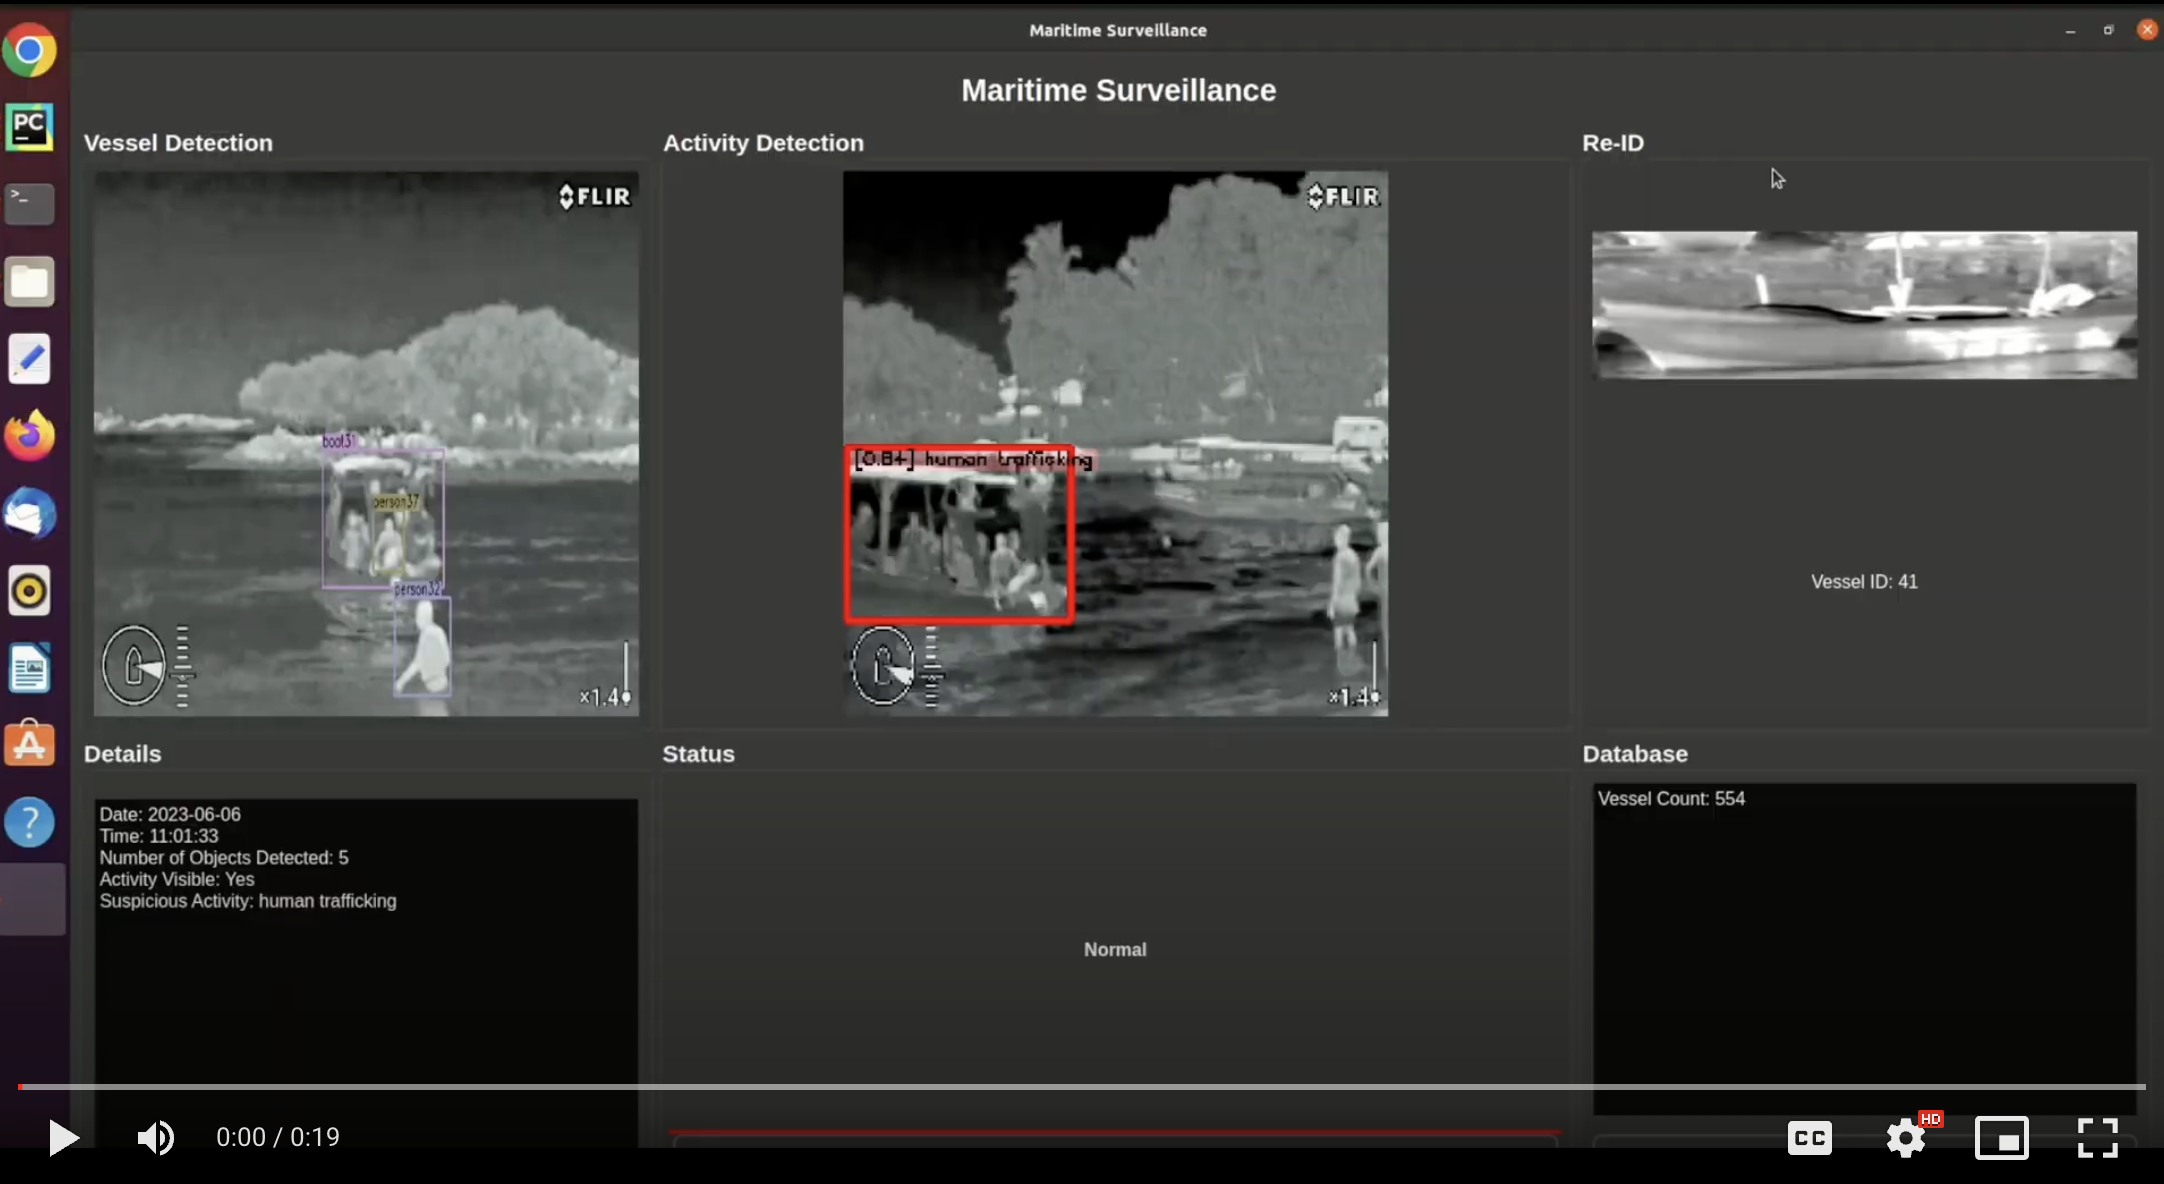 Maritime Surveillance
Maritime Surveillance
Vessel Detection
Activity Detection
Re-ID
FLIR
FLIR
PC
>_
boat31
[0.84] human trafficking
person37
Vessel ID: 41
person32
×1.4
×1.4
Details
Status
Database
Date: 2023-06-06
Time: 11:01:33
Number of Objects Detected: 5
Activity Visible: Yes
Suspicious Activity: human trafficking
Vessel Count: 554
Normal
0:00 / 0:19
CC
HD